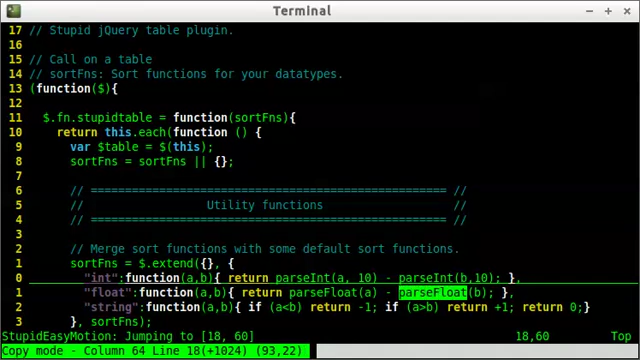 Terminal
17 // Stupid jQuery table plugin.
16
15 // Call on a table
14 // sortFns: Sort functions for your datatypes.
13 (function($){
12
11   $.fn.stupidtable = function(sortFns){
10     return this.each(function () {
9       var $table = $(this);
8       sortFns = sortFns || {};
7
6       // ==================================================== //
5       //                  Utility functions                   //
4       // ==================================================== //
3
2       // Merge sort functions with some default sort functions.
1       sortFns = $.extend({}, {
0         "int":function(a,b){ return parseInt(a, 10) - parseInt(b,10); },
1         "float":function(a,b){ return parseFloat(a) - parseFloat(b); },
2         "string":function(a,b){ if (a<b) return -1; if (a>b) return +1; return 0;}
3       }, sortFns);
StupidEasyMotion: Jumping to [18, 60] 18,60 Top
Copy mode - Column 64 Line 18(+1024) (93,22)